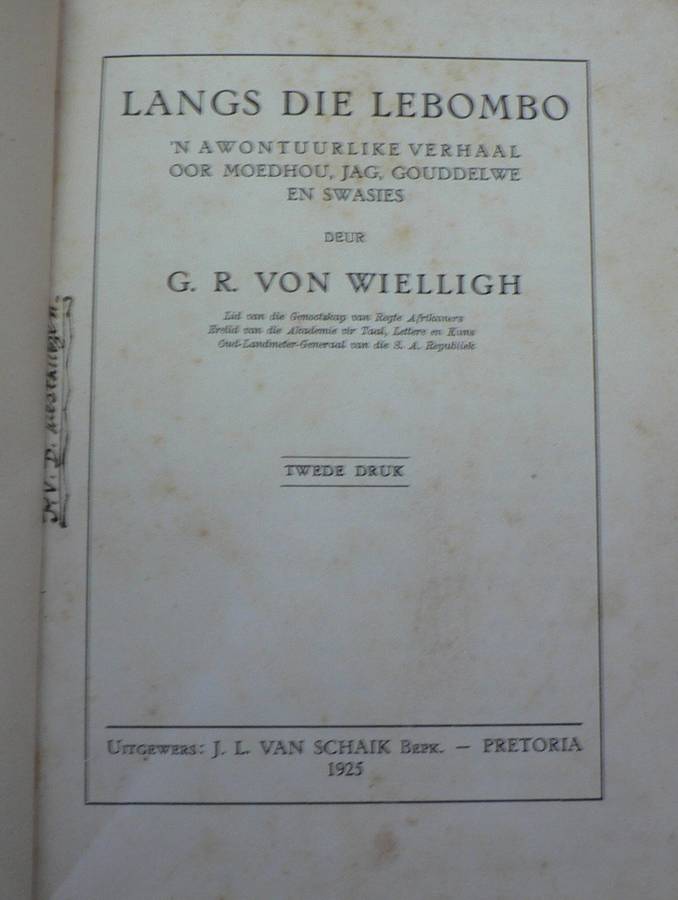 LANGS DIE LEBOMBO
'N AWONTUURLIKE VERHAAL
OOR MOEDHOU, JAG, GOUDDELWE
EN SWASIES
DEUR
G. R. VON WIELLIGH
Lid van die Genootskap van Regte Afrikaners
Erelid van die Akademie vir Taal, Lettere en Kuns
Oud-Landmeter-Generaal van die S. A. Republiek
TWEDE DRUK
UITGEWERS: J. L. VAN SCHAIK BEPK. — PRETORIA
1925